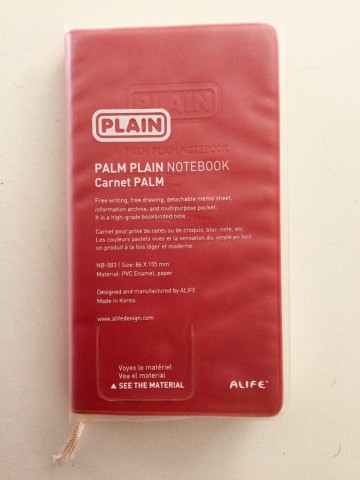 PLAIN
PLAIN
PALM PLAIN NOTEBOOK
PALM PLAIN NOTEBOOK
Carnet PALM
Free writing, free drawing, detachable memo sheet,
information archive, and multipurpose pocket.
It is a high-grade bookbinded note.
Carnet pour prise de notes ou de croquis, bloc-note, etc.
Les couleurs pastels vives et la sensation du vinyle en font
un produit à la fois léger et moderne.
NB-003 | Size: 86 X 155 mm
Material: PVC Enamel, paper
Designed and manufactured by ALIFE
Made in Korea.
www.alifedesign.com
Voyex le matériel
Vea el material
▲ SEE THE MATERIAL
ALIFE